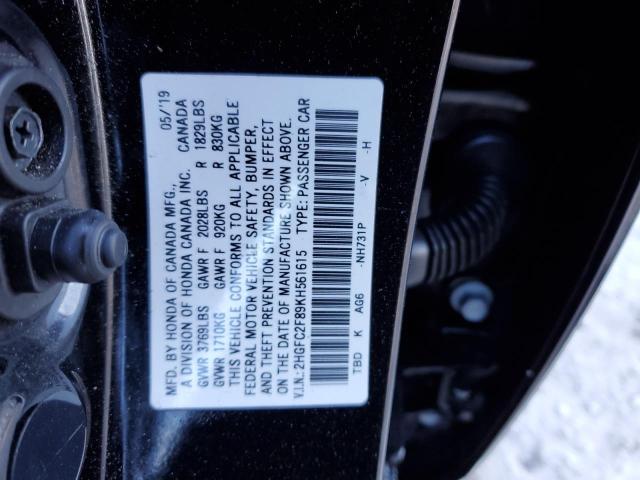 MFD. BY HONDA OF CANADA MFG., 05/'19
A DIVISION OF HONDA CANADA INC. CANADA
GVWR 3769LBS GAWR F 2028LBS R 1829LBS
GVWR 1710KG GAWR F 920KG R 830KG
THIS VEHICLE CONFORMS TO ALL APPLICABLE
FEDERAL MOTOR VEHICLE SAFETY, BUMPER,
AND THEFT PREVENTION STANDARDS IN EFFECT
ON THE DATE OF MANUFACTURE SHOWN ABOVE.
V.I.N.: 2HGFC2F89KH561615 TYPE: PASSENGER CAR
TBD K AG6 -NH731P -V -H